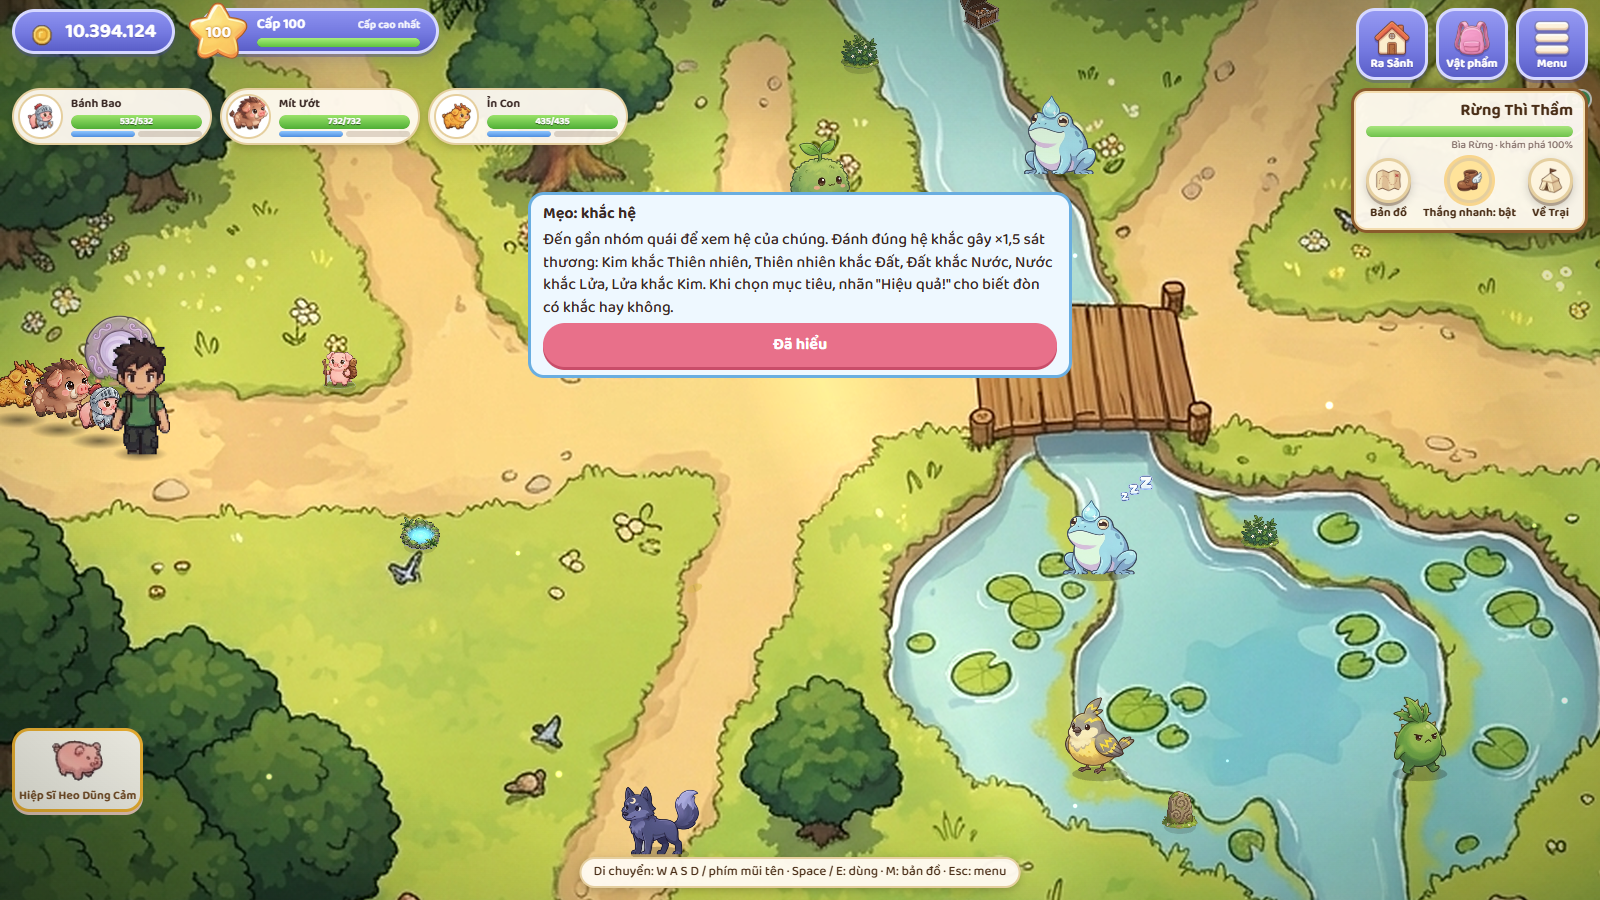 10.394.124
100
Cấp 100
Cấp cao nhất
Ra Sảnh
Vật phẩm
Menu
Bánh Bao
532/532
Mít Ướt
732/732
Ỉn Con
435/435
Rừng Thì Thầm
Bìa Rừng · khám phá 100%
Bản đồ
Thắng nhanh: bật
Về Trại
Mẹo: khắc hệ
Đến gần nhóm quái để xem hệ của chúng. Đánh đúng hệ khắc gây ×1,5 sát
thương: Kim khắc Thiên nhiên, Thiên nhiên khắc Đất, Đất khắc Nước, Nước
khắc Lửa, Lửa khắc Kim. Khi chọn mục tiêu, nhãn "Hiệu quả!" cho biết đòn
có khắc hay không.
Đã hiểu
z z Z
Hiệp Sĩ Heo Dũng Cảm
Di chuyển: W A S D / phím mũi tên · Space / E: dùng · M: bản đồ · Esc: menu